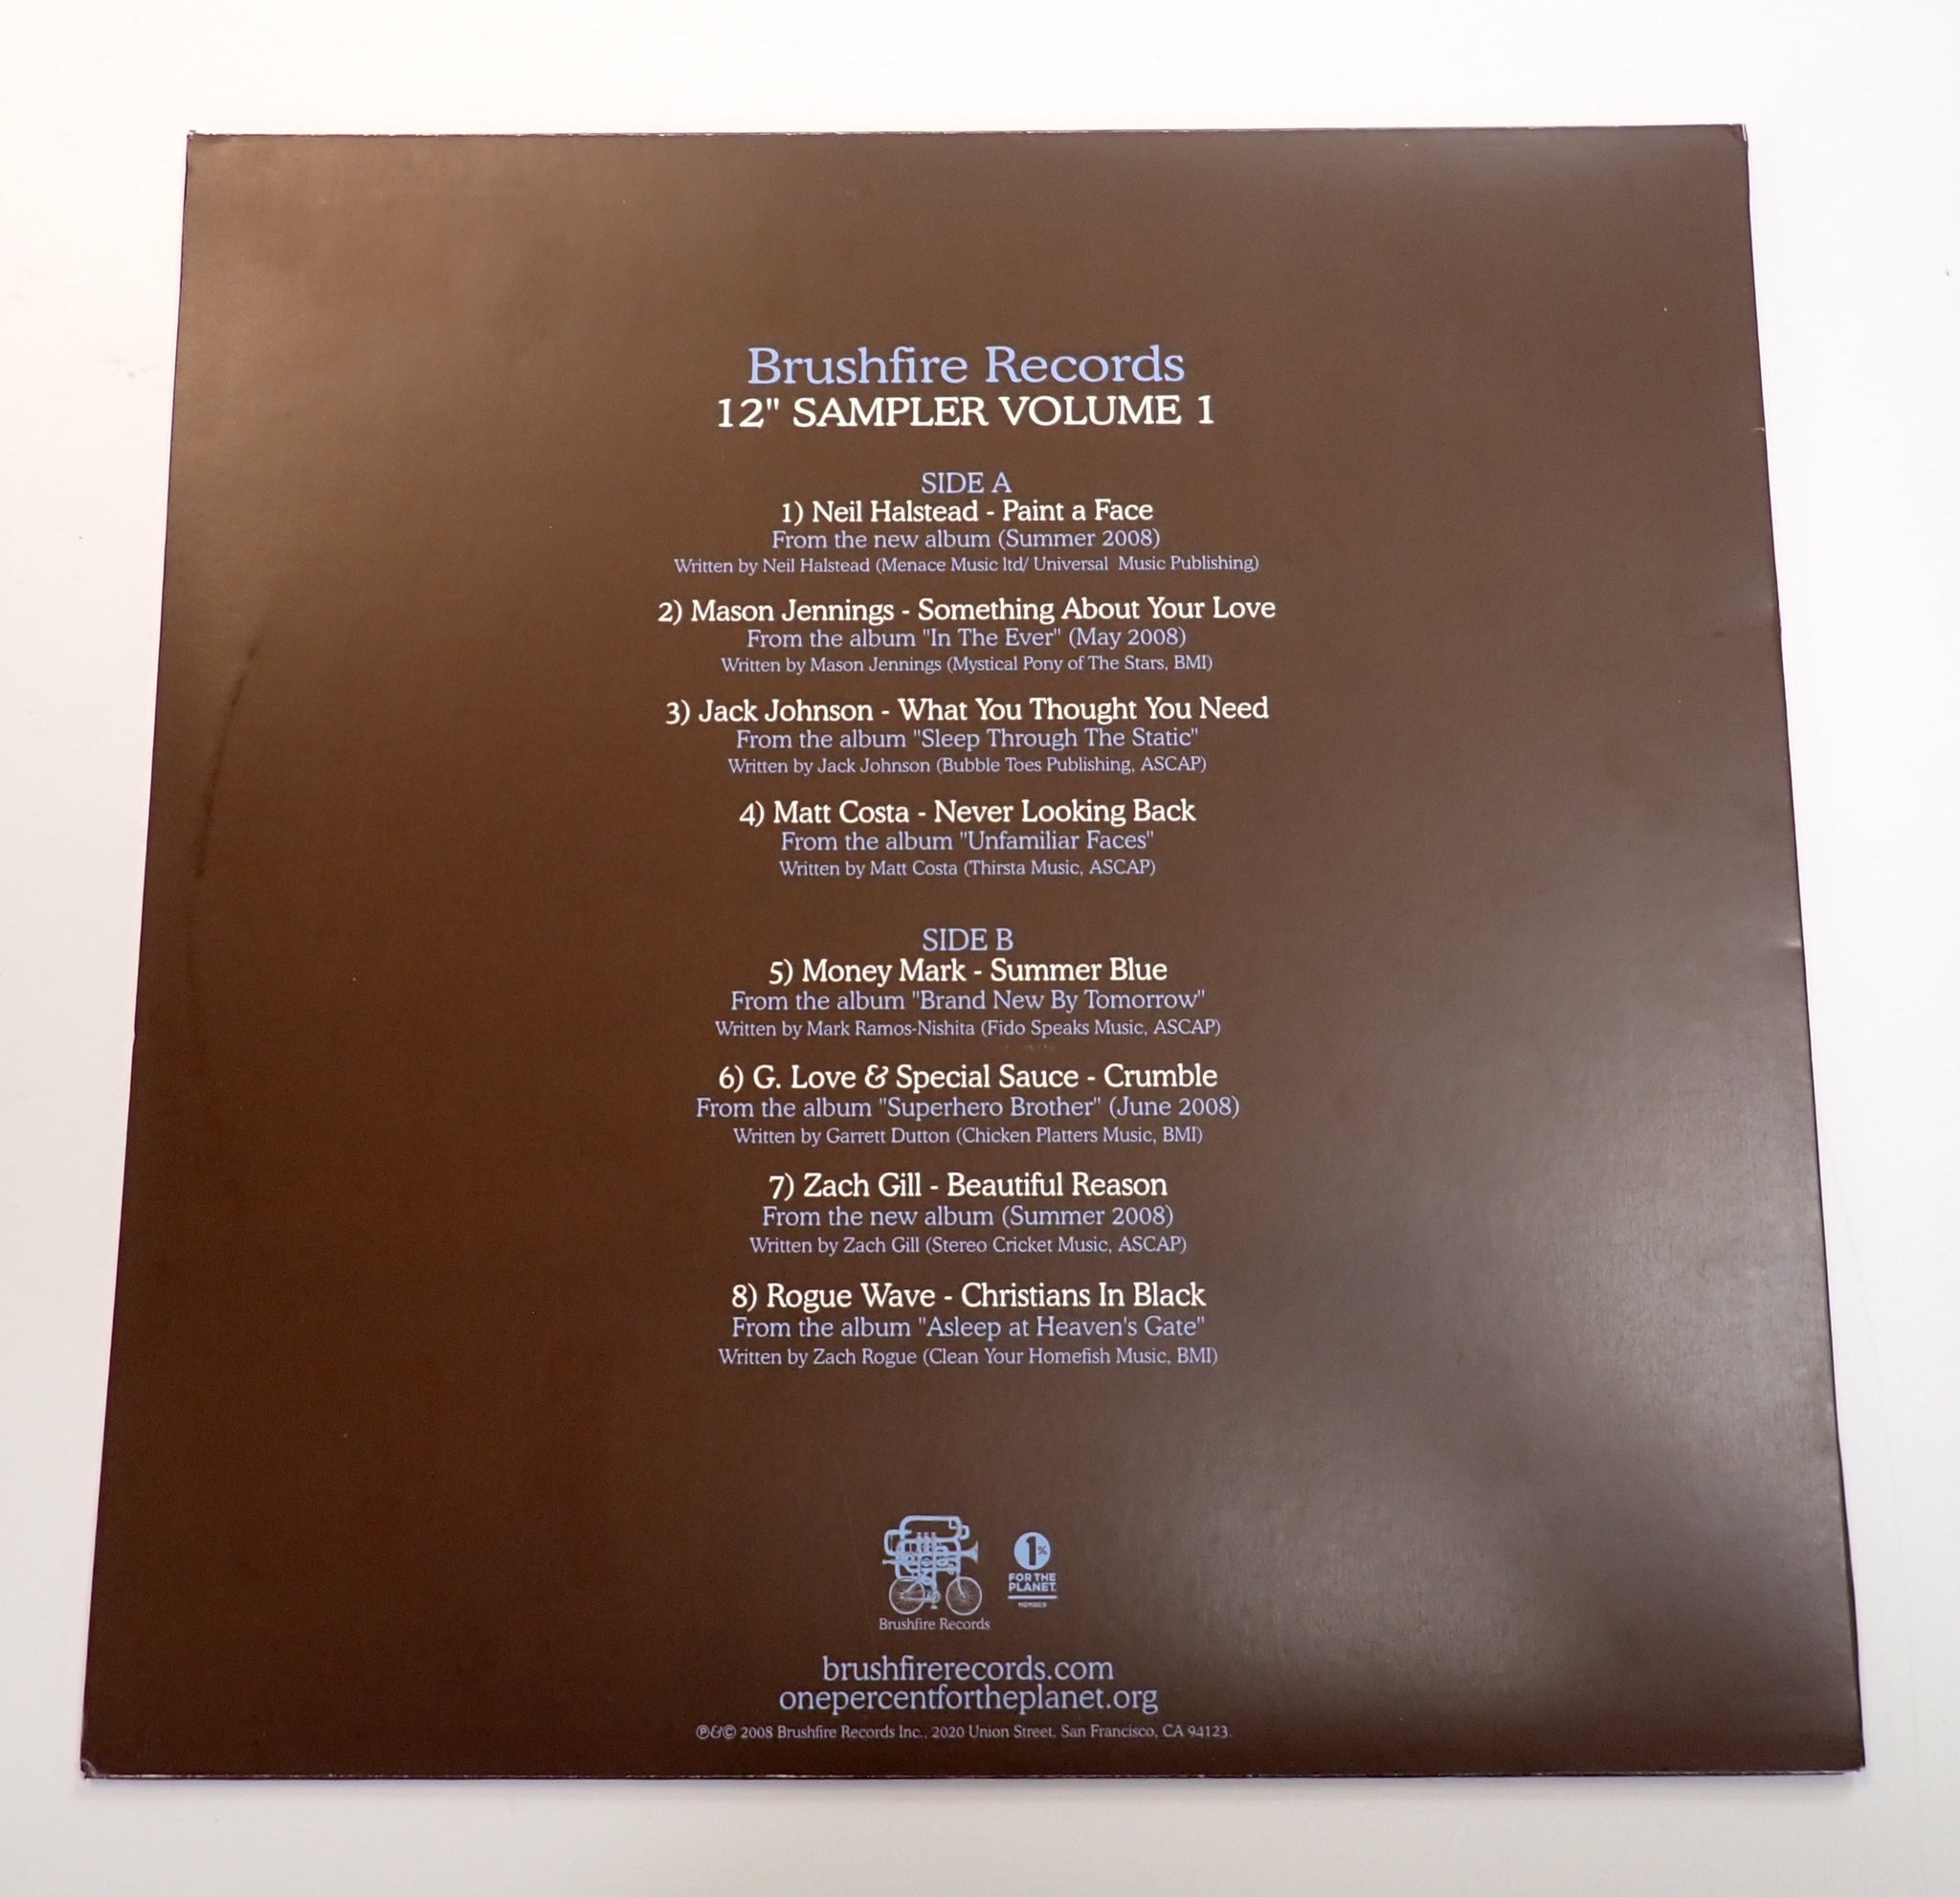 Brushfire Records
12" SAMPLER VOLUME 1
SIDE A
1) Neil Halstead - Paint a Face
From the new album (Summer 2008)
Written by Neil Halstead (Menace Music ltd/ Universal Music Publishing)
2) Mason Jennings - Something About Your Love
From the album "In The Ever" (May 2008)
Written by Mason Jennings (Mystical Pony of The Stars, BMI)
3) Jack Johnson - What You Thought You Need
From the album "Sleep Through The Static"
Written by Jack Johnson (Bubble Toes Publishing, ASCAP)
4) Matt Costa - Never Looking Back
From the album "Unfamiliar Faces"
Written by Matt Costa (Thirsta Music, ASCAP)
SIDE B
5) Money Mark - Summer Blue
From the album "Brand New By Tomorrow"
Written by Mark Ramos-Nishita (Fido Speaks Music, ASCAP)
6) G. Love & Special Sauce - Crumble
From the album "Superhero Brother" (June 2008)
Written by Garrett Dutton (Chicken Platters Music, BMI)
7) Zach Gill - Beautiful Reason
From the new album (Summer 2008)
Written by Zach Gill (Stereo Cricket Music, ASCAP)
8) Rogue Wave - Christians In Black
From the album "Asleep at Heaven's Gate"
Written by Zach Rogue (Clean Your Homefish Music, BMI)
Brushfire Records
1%
FOR THE
PLANET
MEMBER
brushfirerecords.com
onepercentfortheplanet.org
℗&© 2008 Brushfire Records Inc., 2020 Union Street, San Francisco, CA 94123.